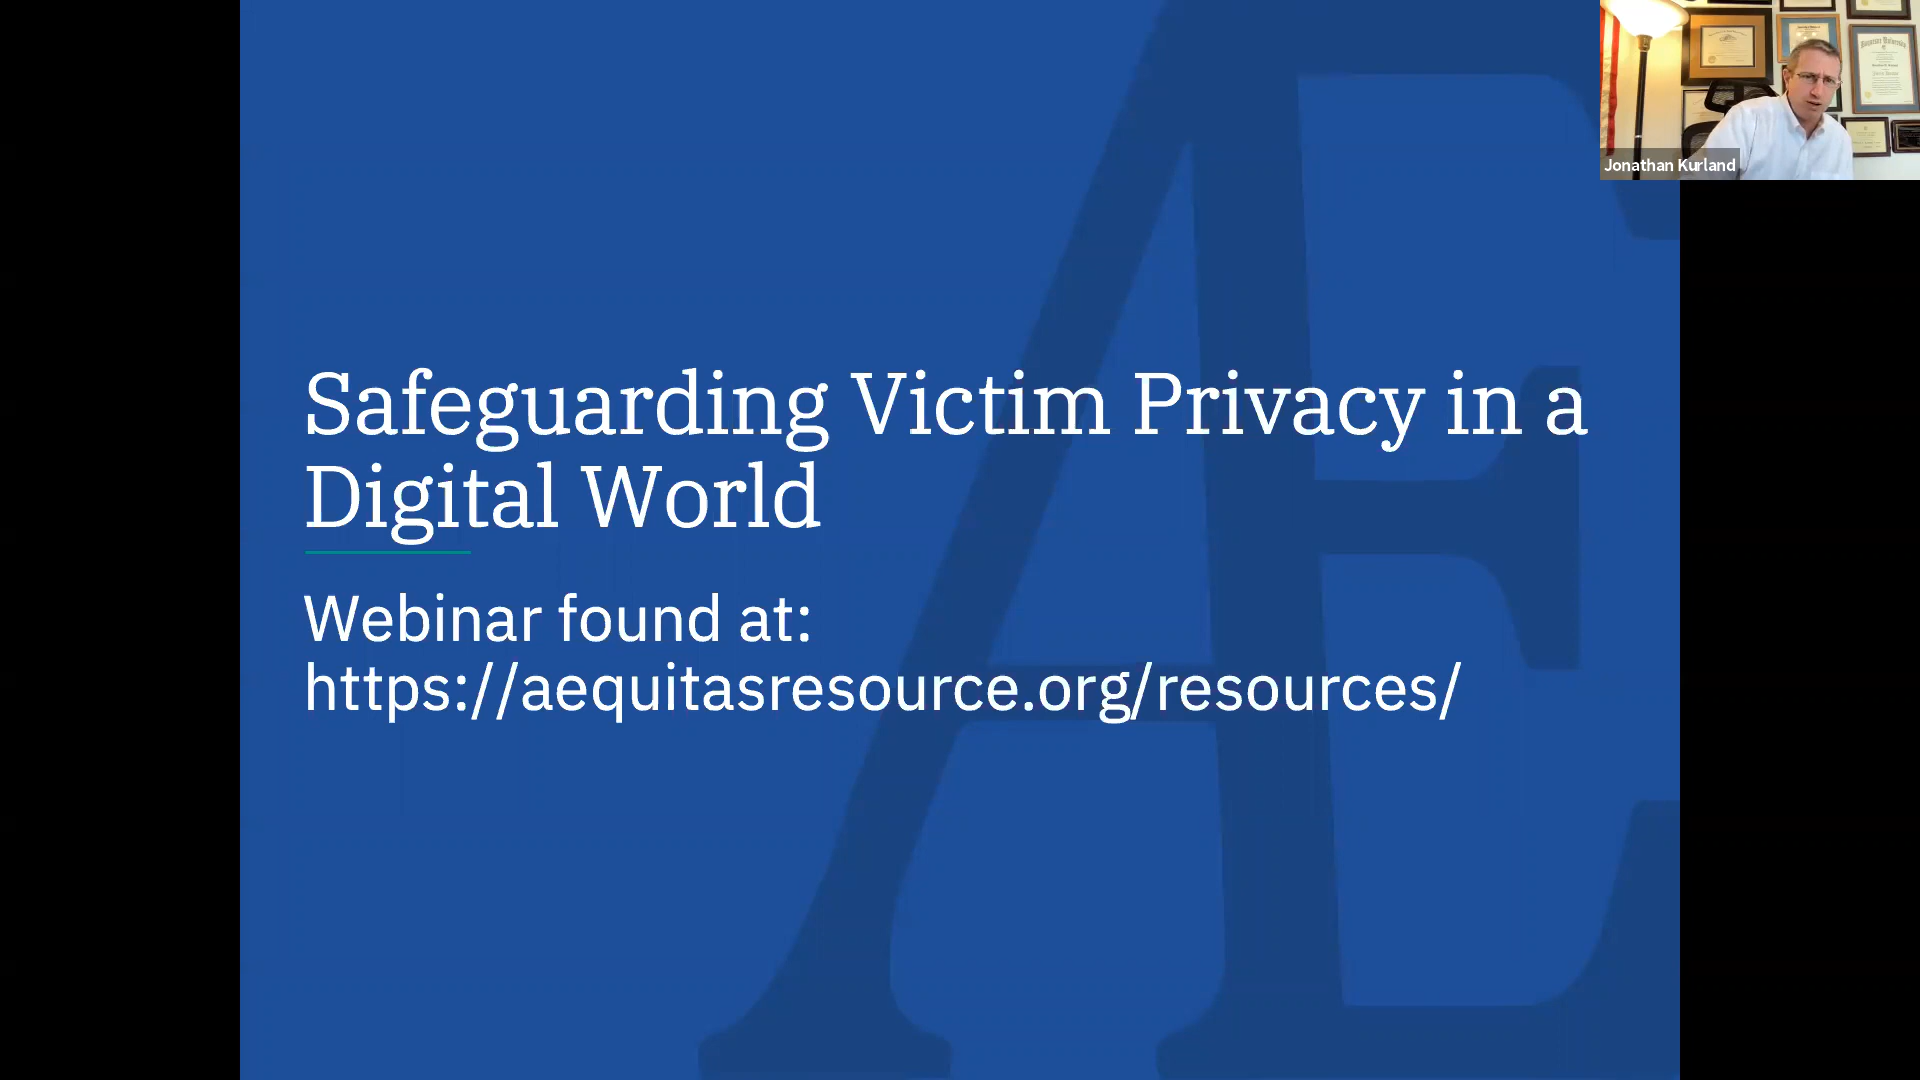 Safeguarding Victim Privacy in a
Digital World
Webinar found at:
https://aequitasresource.org/resources/
Jonathan Kurland
Æ